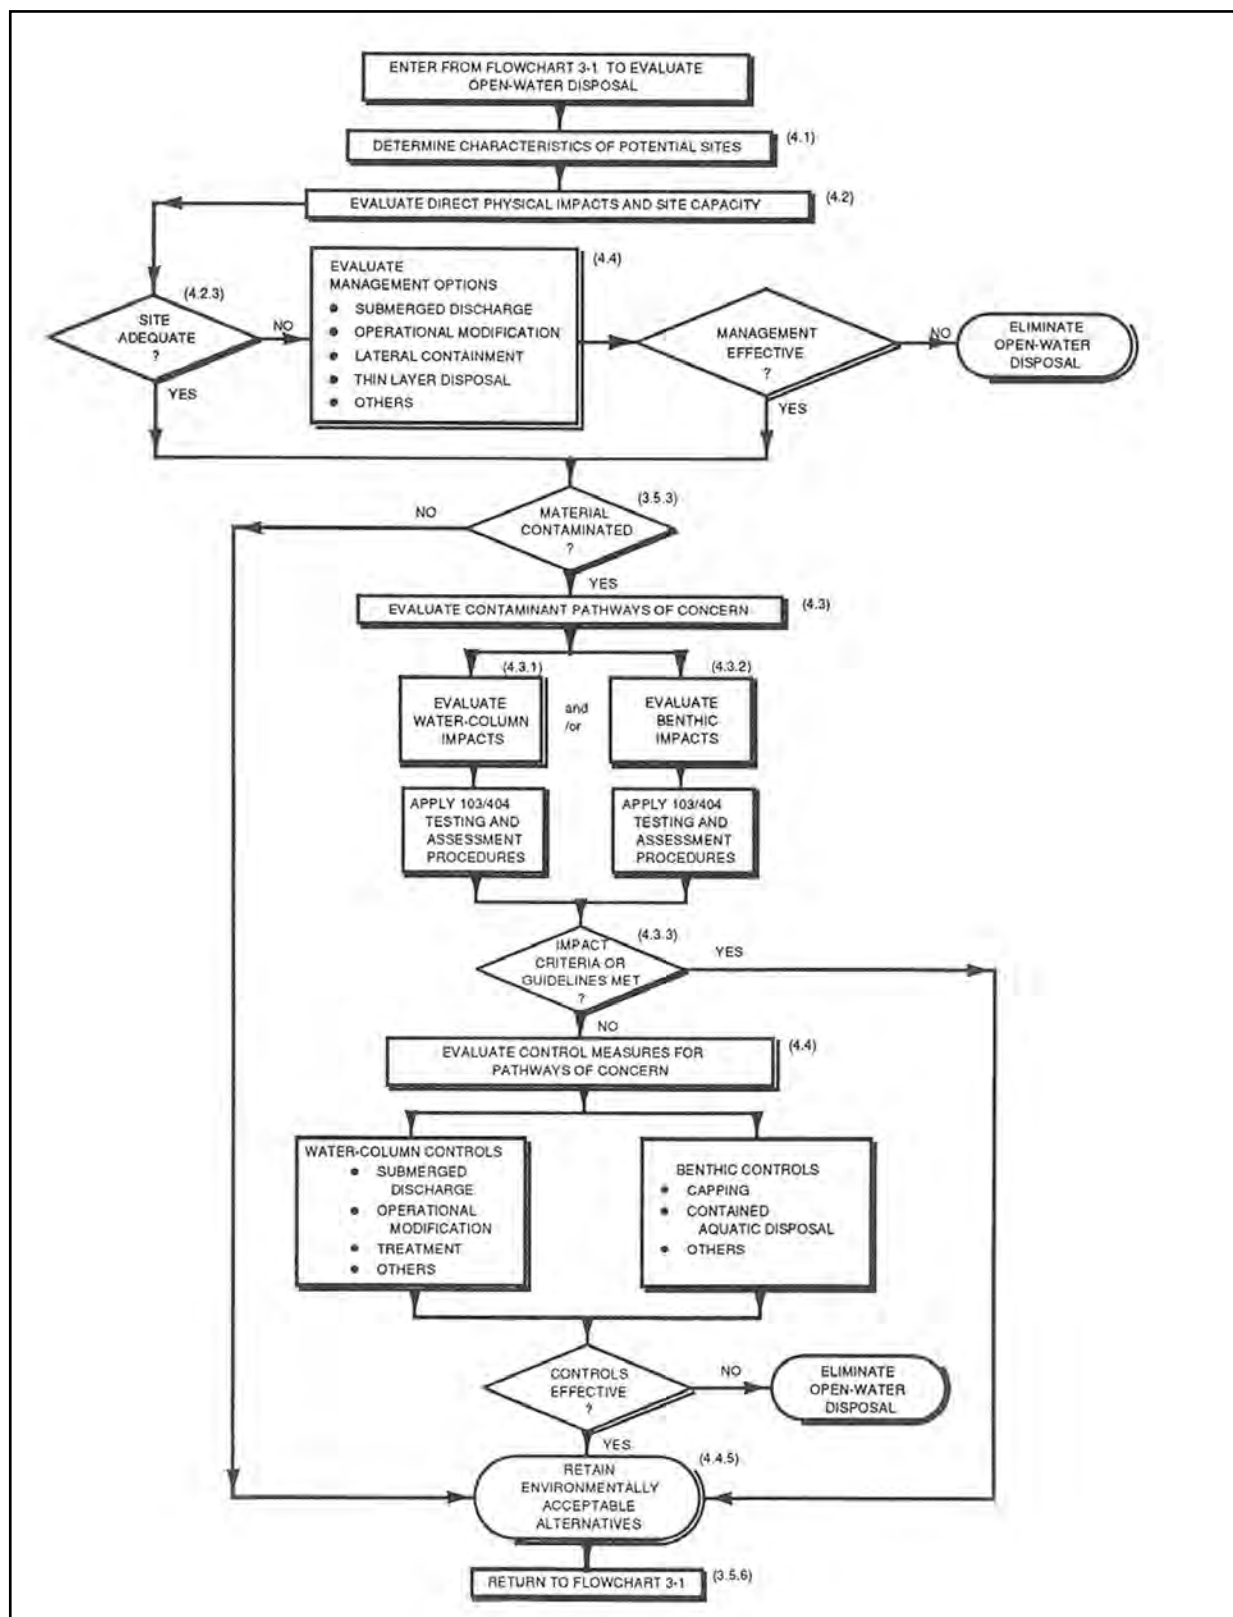 ENTER FROM FLOWCHART 3-1 TO EVALUATE
OPEN-WATER DISPOSAL
DETERMINE CHARACTERISTICS OF POTENTIAL SITES
(4.1)
EVALUATE DIRECT PHYSICAL IMPACTS AND SITE CAPACITY
(4.2)
(4.2.3)
SITE
ADEQUATE
?
NO
YES
(4.4)
EVALUATE
MANAGEMENT OPTIONS
● SUBMERGED DISCHARGE
● OPERATIONAL MODIFICATION
● LATERAL CONTAINMENT
● THIN LAYER DISPOSAL
● OTHERS
MANAGEMENT
EFFECTIVE
?
NO
YES
ELIMINATE
OPEN-WATER
DISPOSAL
(3.5.3)
MATERIAL
CONTAMINATED
?
NO
YES
EVALUATE CONTAMINANT PATHWAYS OF CONCERN
(4.3)
(4.3.1)
EVALUATE
WATER-COLUMN
IMPACTS
and
/or
(4.3.2)
EVALUATE
BENTHIC
IMPACTS
APPLY 103/404
TESTING AND
ASSESSMENT
PROCEDURES
APPLY 103/404
TESTING AND
ASSESSMENT
PROCEDURES
(4.3.3)
IMPACT
CRITERIA OR
GUIDELINES MET
?
YES
NO
EVALUATE CONTROL MEASURES FOR
PATHWAYS OF CONCERN
(4.4)
WATER-COLUMN CONTROLS
● SUBMERGED
DISCHARGE
● OPERATIONAL
MODIFICATION
● TREATMENT
● OTHERS
BENTHIC CONTROLS
● CAPPING
● CONTAINED
AQUATIC DISPOSAL
● OTHERS
CONTROLS
EFFECTIVE
?
NO
YES
ELIMINATE
OPEN-WATER
DISPOSAL
(4.4.5)
RETAIN
ENVIRONMENTALLY
ACCEPTABLE
ALTERNATIVES
RETURN TO FLOWCHART 3-1
(3.5.6)